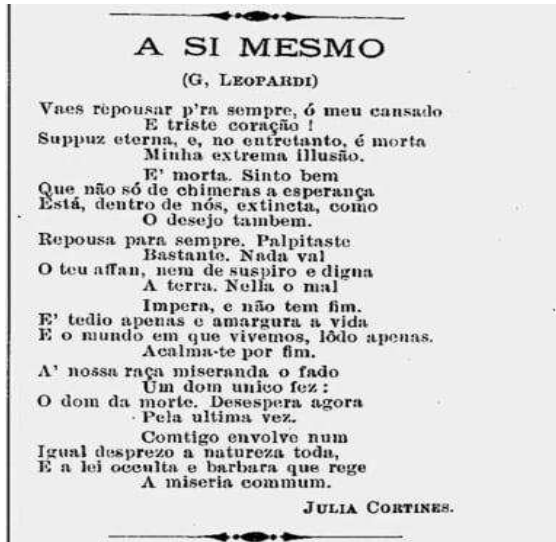 A SI MESMO
(G, LEOPARDI)
Vaes repousar p'ra sempre, ó meu cansado
E triste coração !
Suppuz eterna, e, no entretanto, é morta
Minha extrema illusão.
E' morta. Sinto bem
Que não só de chimeras a esperança
Está, dentro de nós, extincta, como
O desejo tambem.
Repousa para sempre. Palpitaste
Bastante. Nada val
O teu affan, nem de suspiro e digna
A terra. Nella o mal
Impera, e não tem fim.
E' tedio apenas e amargura a vida
E o mundo em que vivemos, lôdo apenas.
Acalma-te por fim.
A' nossa raça miseranda o fado
Um dom unico fez :
O dom da morte. Desespera agora
Pela ultima vez.
Comtigo envolve num
Igual desprezo a natureza toda,
E a lei occulta e barbara que rege
A miseria commum.
JULIA CORTINES.